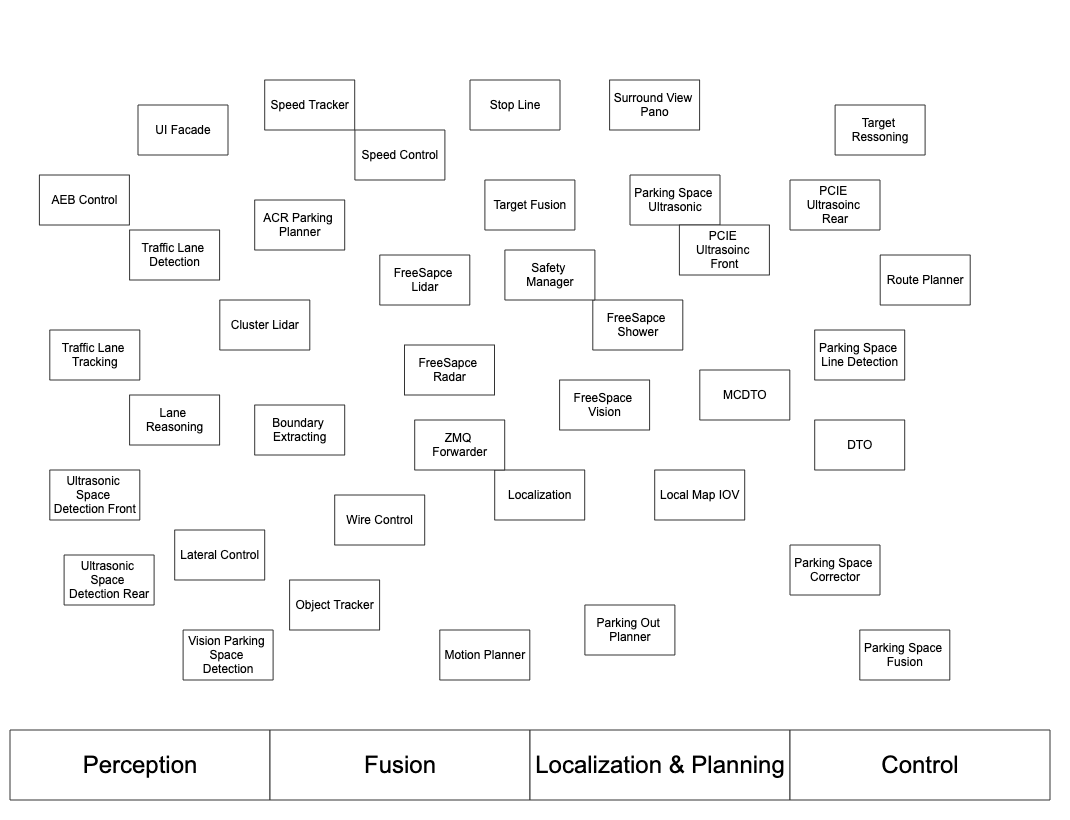 Speed Tracker
Stop Line
Surround View
Pano
UI Facade
Target
Ressoning
Speed Control
AEB Control
ACR Parking
Planner
Target Fusion
Parking Space
Ultrasonic
PCIE
Ultrasoinc
Rear
Traffic Lane
Detection
PCIE
Ultrasoinc
Front
FreeSapce
Lidar
Safety
Manager
Route Planner
Cluster Lidar
FreeSapce
Shower
Traffic Lane
Tracking
Parking Space
Line Detection
FreeSapce
Radar
FreeSpace
Vision
MCDTO
Lane
Reasoning
Boundary
Extracting
ZMQ
Forwarder
DTO
Ultrasonic
Space
Detection Front
Localization
Local Map IOV
Wire Control
Lateral Control
Ultrasonic
Space
Detection Rear
Parking Space
Corrector
Object Tracker
Parking Out
Planner
Vision Parking
Space
Detection
Motion Planner
Parking Space
Fusion
Perception
Fusion
Localization & Planning
Control